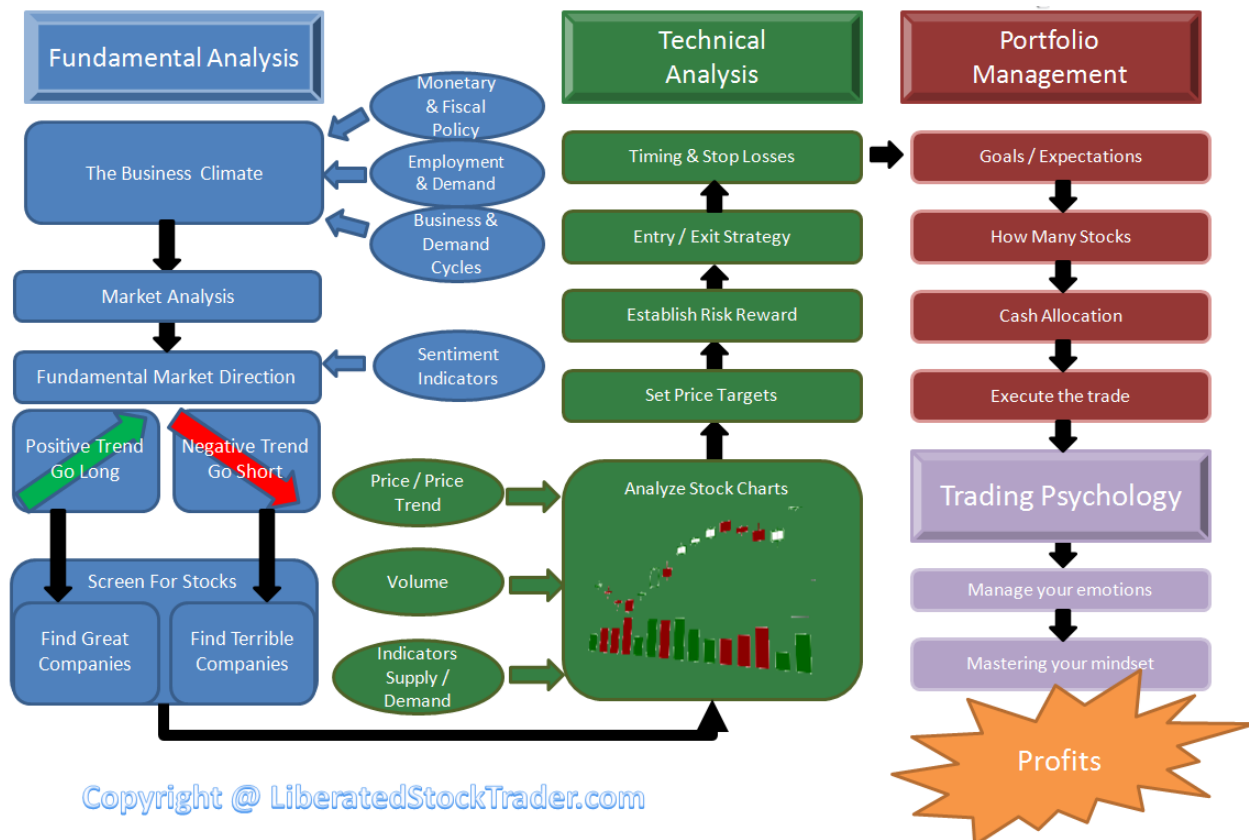 Fundamental Analysis
Monetary
& Fiscal
Policy
The Business Climate
Employment
& Demand
Business &
Demand
Cycles
Market Analysis
Fundamental Market Direction
Sentiment
Indicators
Positive Trend
Go Long
Negative Trend
Go Short
Screen For Stocks
Find Great
Companies
Find Terrible
Companies
Technical
Analysis
Timing & Stop Losses
Entry / Exit Strategy
Establish Risk Reward
Set Price Targets
Analyze Stock Charts
Price / Price
Trend
Volume
Indicators
Supply /
Demand
Portfolio
Management
Goals / Expectations
How Many Stocks
Cash Allocation
Execute the trade
Trading Psychology
Manage your emotions
Mastering your mindset
Profits
Copyright @ LiberatedStockTrader.com